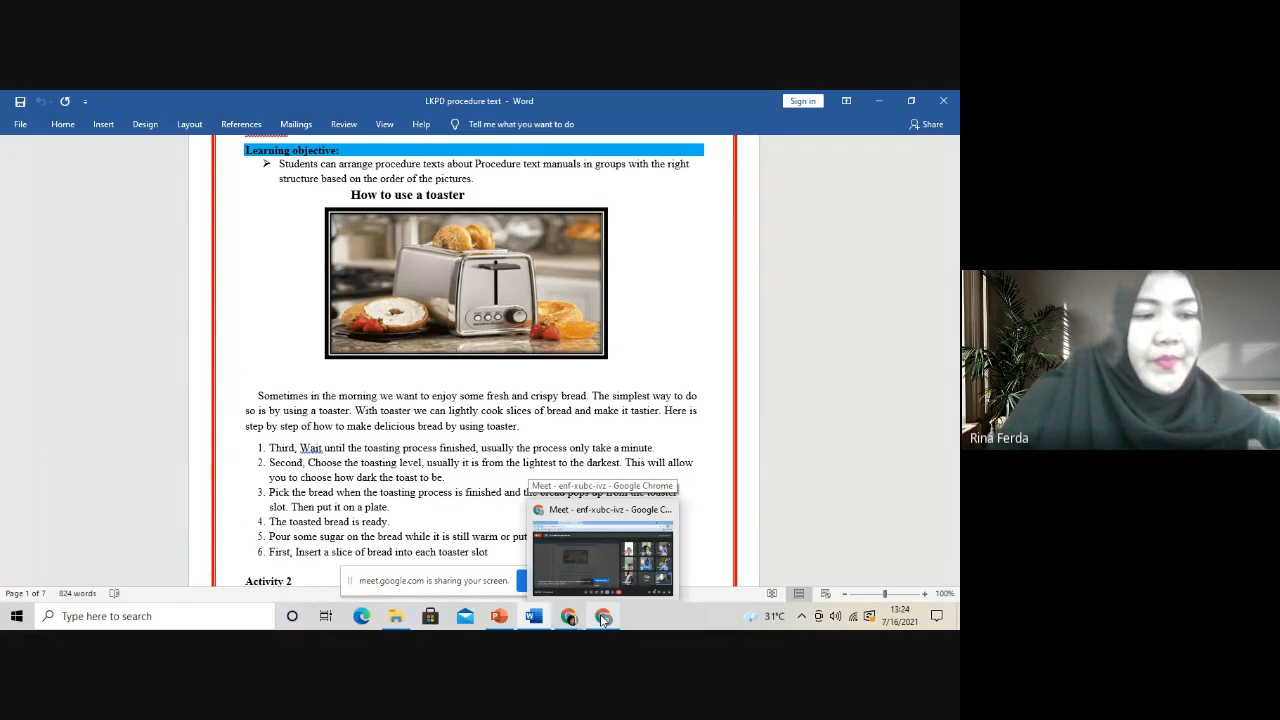 LKPD procedure text - Word
Sign in
File Home Insert Design Layout References Mailings Review View Help Tell me what you want to do Share
Learning objective:
Students can arrange procedure texts about Procedure text manuals in groups with the right
structure based on the order of the pictures.
How to use a toaster
Sometimes in the morning we want to enjoy some fresh and crispy bread. The simplest way to do
so is by using a toaster. With toaster we can lightly cook slices of bread and make it tastier. Here is
step by step of how to make delicious bread by using toaster.
1. Third, Wait until the toasting process finished, usually the process only take a minute.
2. Second, Choose the toasting level, usually it is from the lightest to the darkest. This will allow
you to choose how dark the toast to be.
3. Pick the bread when the toasting process is finished and the bread pops up from the toaster
slot. Then put it on a plate.
4. The toasted bread is ready.
5. Pour some sugar on the bread while it is still warm or put
6. First, Insert a slice of bread into each toaster slot
Activity 2
Meet - enf-xubc-ivz - Google Chrome
Meet - enf-xubc-ivz - Google C...
meet.google.com is sharing your screen.
Page 1 of 7 824 words 100%
Type here to search
31°C
13:24
7/16/2021
Rina Ferda